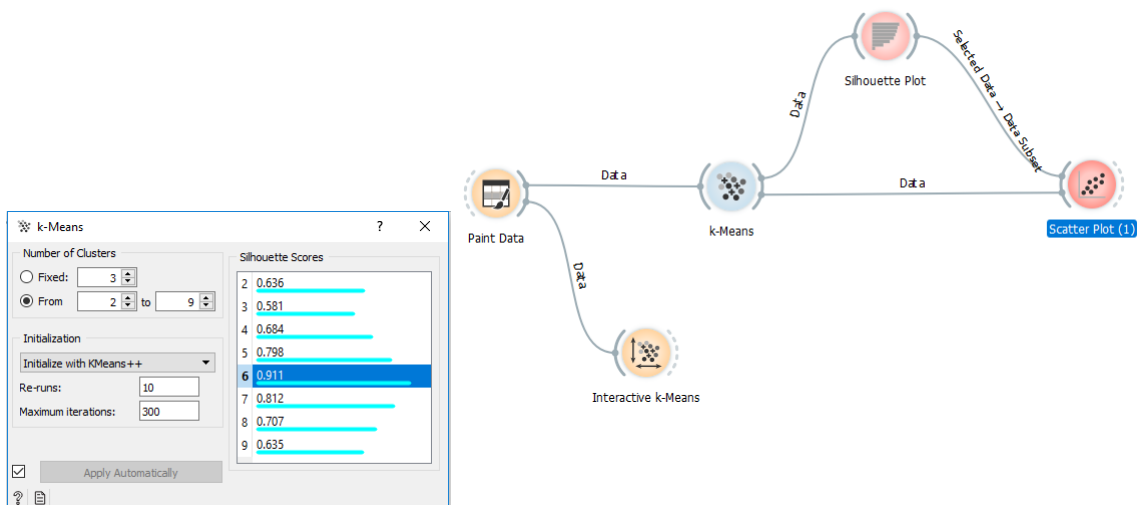 k-Means
?
X
Number of Clusters
Fixed: 3
From 2 to 9
Initialization
Initialize with KMeans++
Re-runs: 10
Maximum iterations: 300
Apply Automatically
?
Silhouette Scores
2 0.636
3 0.581
4 0.684
5 0.798
6 0.911
7 0.812
8 0.707
9 0.635
Silhouette Plot
Data
Selected Data → Data Subset
Data
Data
Paint Data
k-Means
Scatter Plot (1)
Data
Interactive k-Means